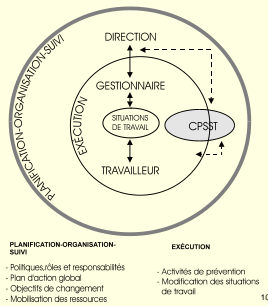 PLANIFICATION-ORGANISATION-SUIVI
DIRECTION
GESTIONNAIRE
EXÉCUTION
SITUATIONS
DE TRAVAIL
CPSST
TRAVAILLEUR
PLANIFICATION-ORGANISATION-
SUIVI
- Politiques,rôles et responsabilités
- Plan d'action global
- Objectifs de changement
- Mobilisation des ressources
EXÉCUTION
- Activités de prévention
- Modification des situations
de travail
10